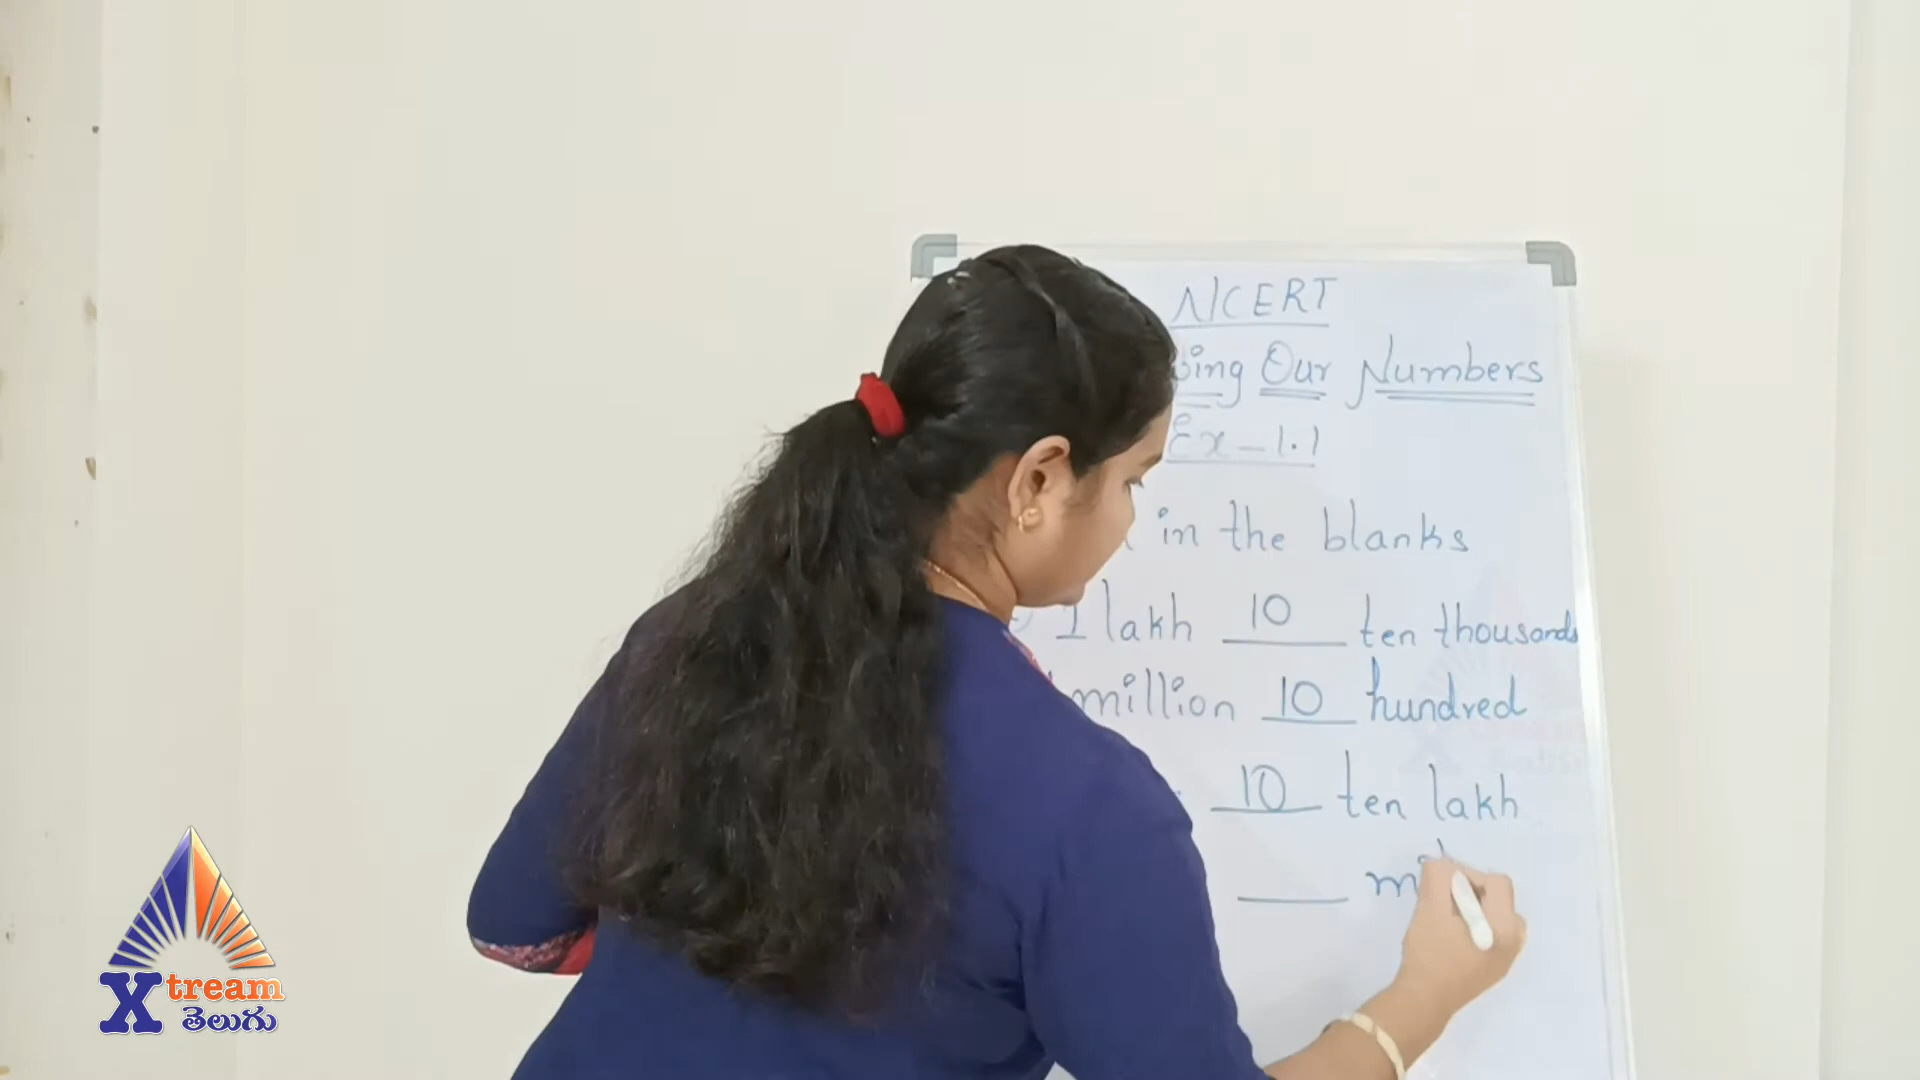 NCERT
Our Numbers
Ex-1.1
in the blanks
1 lakh 10 ten thousands
million 10 hundred
10 ten lakh
Xtream
తెలుగు